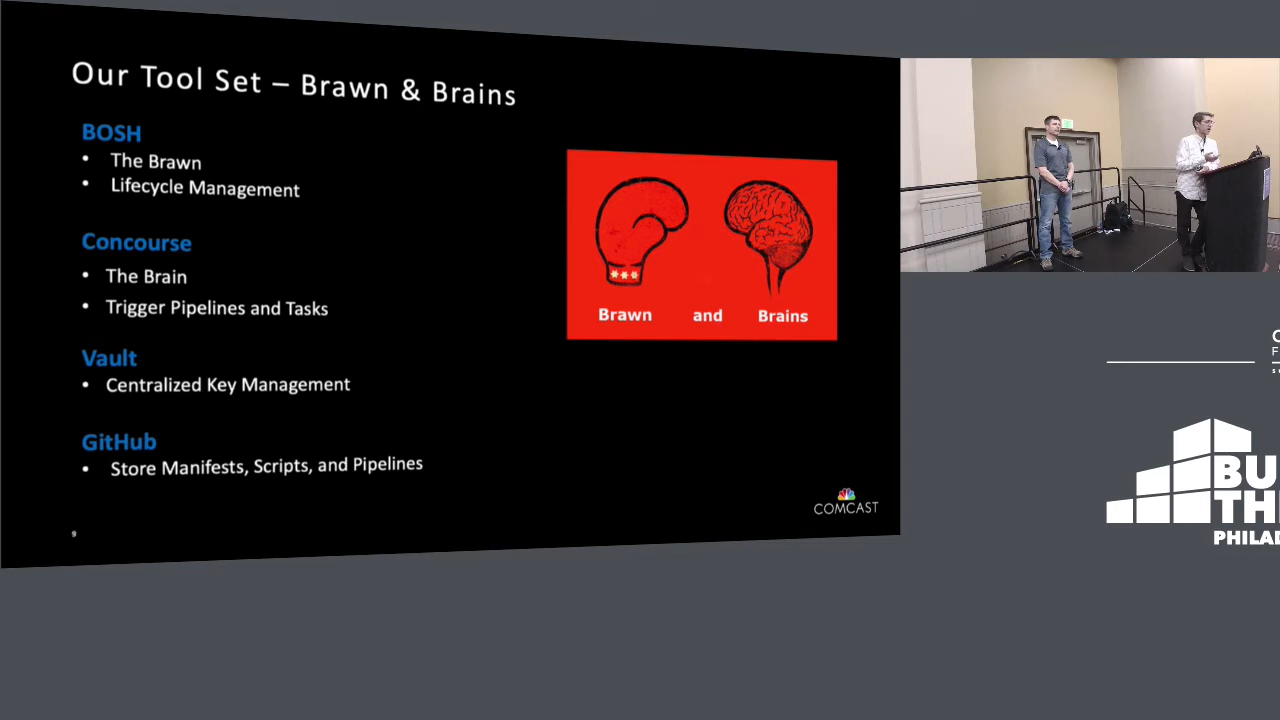 Our Tool Set – Brawn & Brains
BOSH
• The Brawn
• Lifecycle Management
Concourse
• The Brain
• Trigger Pipelines and Tasks
Vault
• Centralized Key Management
GitHub
• Store Manifests, Scripts, and Pipelines
Brawn and Brains
COMCAST
9
BU
TH
PHILAD